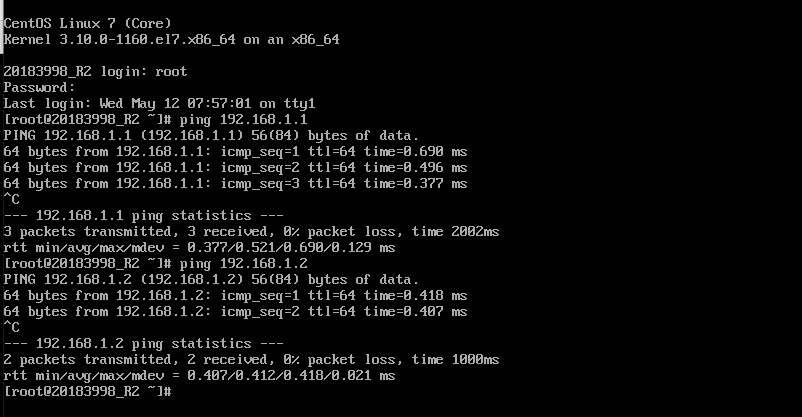 CentOS Linux 7 (Core)
Kernel 3.10.0-1160.el7.x86_64 on an x86_64
20183998_R2 login: root
Password:
Last login: Wed May 12 07:57:01 on tty1
[root@20183998_R2 ~]# ping 192.168.1.1
PING 192.168.1.1 (192.168.1.1) 56(84) bytes of data.
64 bytes from 192.168.1.1: icmp_seq=1 ttl=64 time=0.690 ms
64 bytes from 192.168.1.1: icmp_seq=2 ttl=64 time=0.496 ms
64 bytes from 192.168.1.1: icmp_seq=3 ttl=64 time=0.377 ms
^C
--- 192.168.1.1 ping statistics ---
3 packets transmitted, 3 received, 0% packet loss, time 2002ms
rtt min/avg/max/mdev = 0.377/0.521/0.690/0.129 ms
[root@20183998_R2 ~]# ping 192.168.1.2
PING 192.168.1.2 (192.168.1.2) 56(84) bytes of data.
64 bytes from 192.168.1.2: icmp_seq=1 ttl=64 time=0.418 ms
64 bytes from 192.168.1.2: icmp_seq=2 ttl=64 time=0.407 ms
^C
--- 192.168.1.2 ping statistics ---
2 packets transmitted, 2 received, 0% packet loss, time 1000ms
rtt min/avg/max/mdev = 0.407/0.412/0.418/0.021 ms
[root@20183998_R2 ~]#